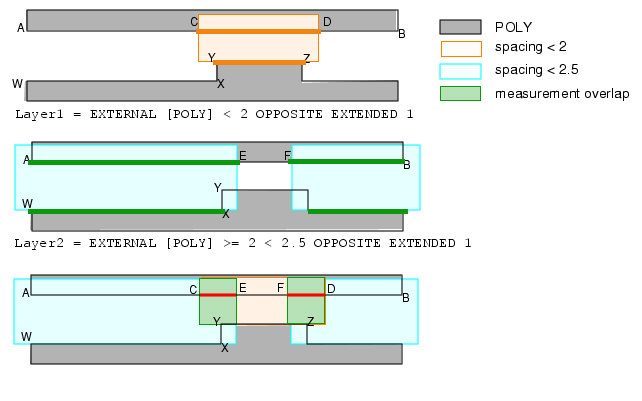 A C D B
Y Z
W X
POLY
spacing < 2
spacing < 2.5
measurement overlap
Layer1 = EXTERNAL [POLY] < 2 OPPOSITE EXTENDED 1
A E F B
Y
W X
Layer2 = EXTERNAL [POLY] >= 2 < 2.5 OPPOSITE EXTENDED 1
A C E F D B
Y Z
W X